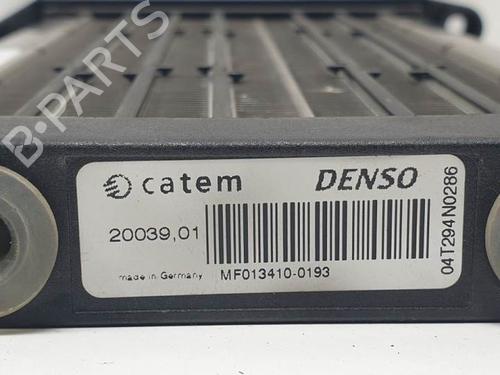 catem DENSO
20039,01
made in Germany MF013410-0193
04T294N0286
B-PARTS